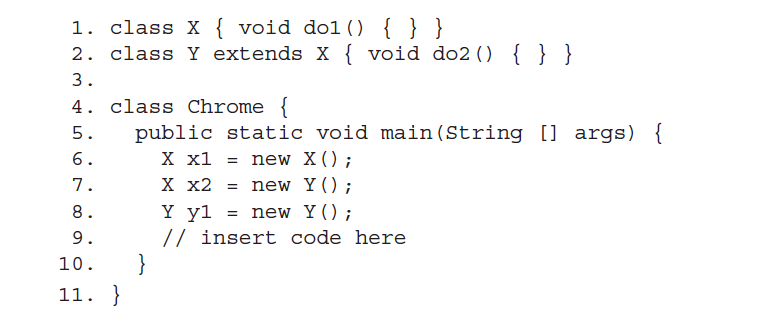 1. class X { void do1() { } }
2. class Y extends X { void do2() { } }
3.
4. class Chrome {
5. public static void main(String [] args) {
6. X x1 = new X();
7. X x2 = new Y();
8. Y y1 = new Y();
9. // insert code here
10. }
11. }